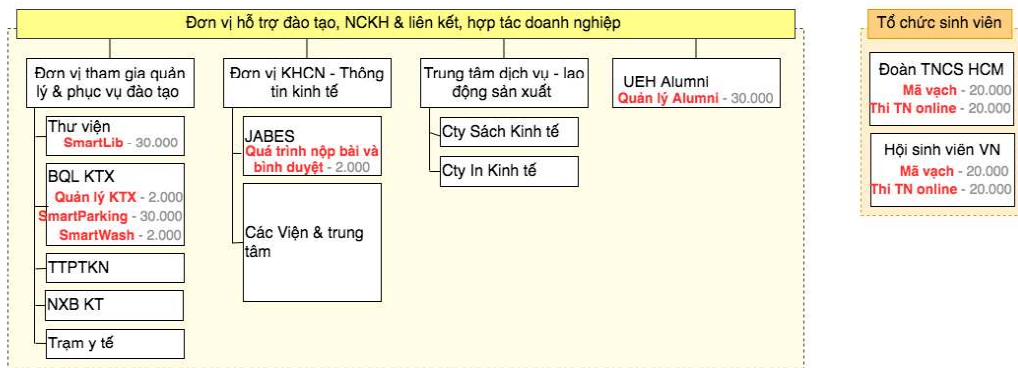 Đơn vị hỗ trợ đào tạo, NCKH & liên kết, hợp tác doanh nghiệp
Đơn vị tham gia quản
lý & phục vụ đào tạo
Thư viện
SmartLib - 30.000
BQL KTX
Quản lý KTX - 2.000
SmartParking - 30.000
SmartWash - 2.000
TTPTKN
NXB KT
Trạm y tế
Đơn vị KHCN - Thông
tin kinh tế
JABES
Quá trình nộp bài và
bình duyệt - 2.000
Các Viện & trung
tâm
Trung tâm dịch vụ - lao
động sản xuất
Cty Sách Kinh tế
Cty In Kinh tế
UEH Alumni
Quản lý Alumni - 30.000
Tổ chức sinh viên
Đoàn TNCS HCM
Mã vạch - 20.000
Thi TN online - 20.000
Hội sinh viên VN
Mã vạch - 20.000
Thi TN online - 20.000